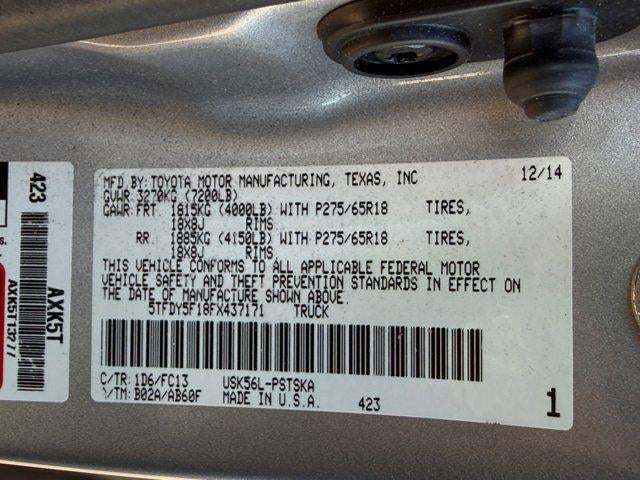 MFD.BY:TOYOTA MOTOR MANUFACTURING, TEXAS, INC 12/14
GVWR 3270KG (7200LB)
GAWR FRT 1815KG (4000LB) WITH P275/65R18 TIRES,
18X8J RIMS
RR 1885KG (4150LB) WITH P275/65R18 TIRES,
18X8J RIMS
THIS VEHICLE CONFORMS TO ALL APPLICABLE FEDERAL MOTOR
VEHICLE SAFETY AND THEFT PREVENTION STANDARDS IN EFFECT ON
THE DATE OF MANUFACTURE SHOWN ABOVE.
5TFDY5F18FX437171 TRUCK
C/TR:1D6/FC13 USK56L-PSTSKA
/TM: B02A/AB60F MADE IN U.S.A. 423 1
423
AXK5T